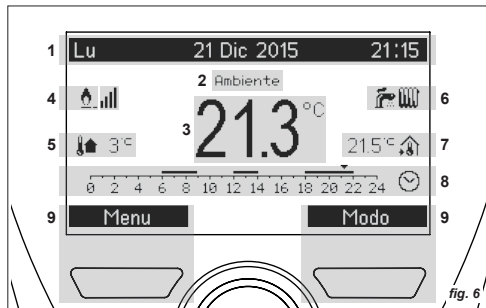 1 Lu 21 Dic 2015 21:15
2 Ambiente
4 6
3 21.3°C
5 3°C 21.5°C 7
0 2 4 6 8 10 12 14 16 18 20 22 24 8
9 Menu Modo 9
fig. 6